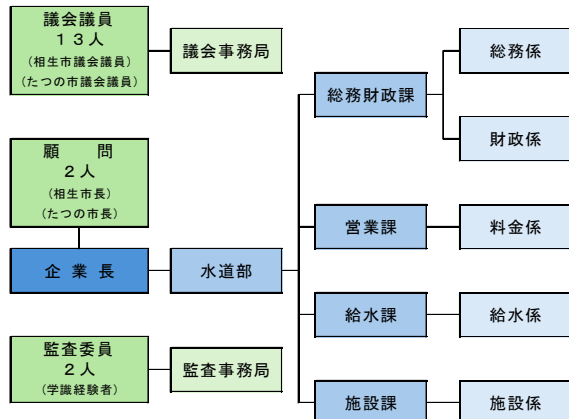 議会議員
１３人
(相生市議会議員)
(たつの市議会議員)
議会事務局
顧　　問
２人
(相生市長)
(たつの市長)
企 業 長
水道部
監査委員
２人
(学識経験者)
監査事務局
総務財政課
総務係
財政係
営業課
料金係
給水課
給水係
施設課
施設係